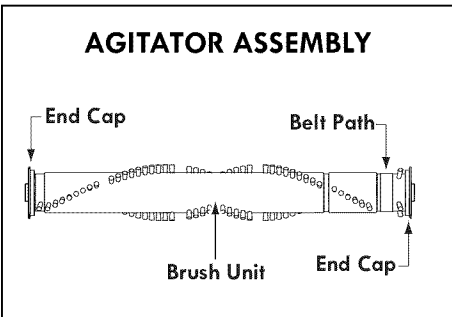 AGITATOR ASSEMBLY
End Cap
Belt Path
Brush Unit
End Cap